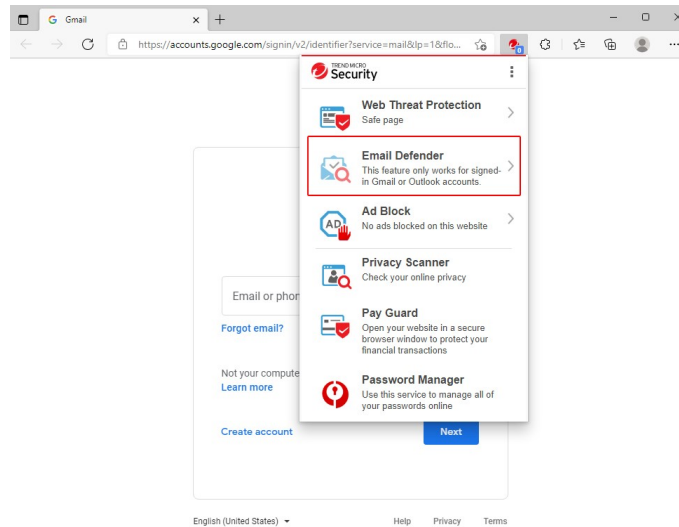 Gmail
https://accounts.google.com/signin/v2/identifier?service=mail&lp=1&flo...
TREND MICRO
Security
Web Threat Protection
Safe page
Email Defender
This feature only works for signed-
in Gmail or Outlook accounts.
AD
Ad Block
No ads blocked on this website
Privacy Scanner
Check your online privacy
Pay Guard
Open your website in a secure
browser window to protect your
financial transactions
Password Manager
Use this service to manage all of
your passwords online
Email or phon
Forgot email?
Not your compute
Learn more
Create account
Next
English (United States)
Help Privacy Terms